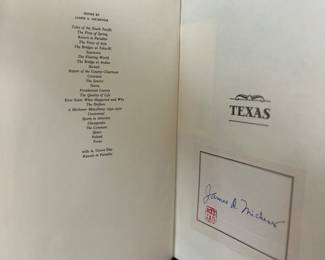 BOOKS BY
JAMES A. MICHENER
Tales of the South Pacific
The Fires of Spring
Return to Paradise
The Voice of Asia
The Bridges at Toko-Ri
Sayonara
The Floating World
The Bridge at Andau
Hawaii
Report of the County Chairman
Caravans
The Source
Iberia
Presidential Lottery
The Quality of Life
Kent State: What Happened and Why
The Drifters
A Michener Miscellany: 1950-1970
Centennial
Sports in America
Chesapeake
The Covenant
Space
Poland
Texas
with A. Grove Day
Rascals in Paradise
TEXAS
James A. Michener